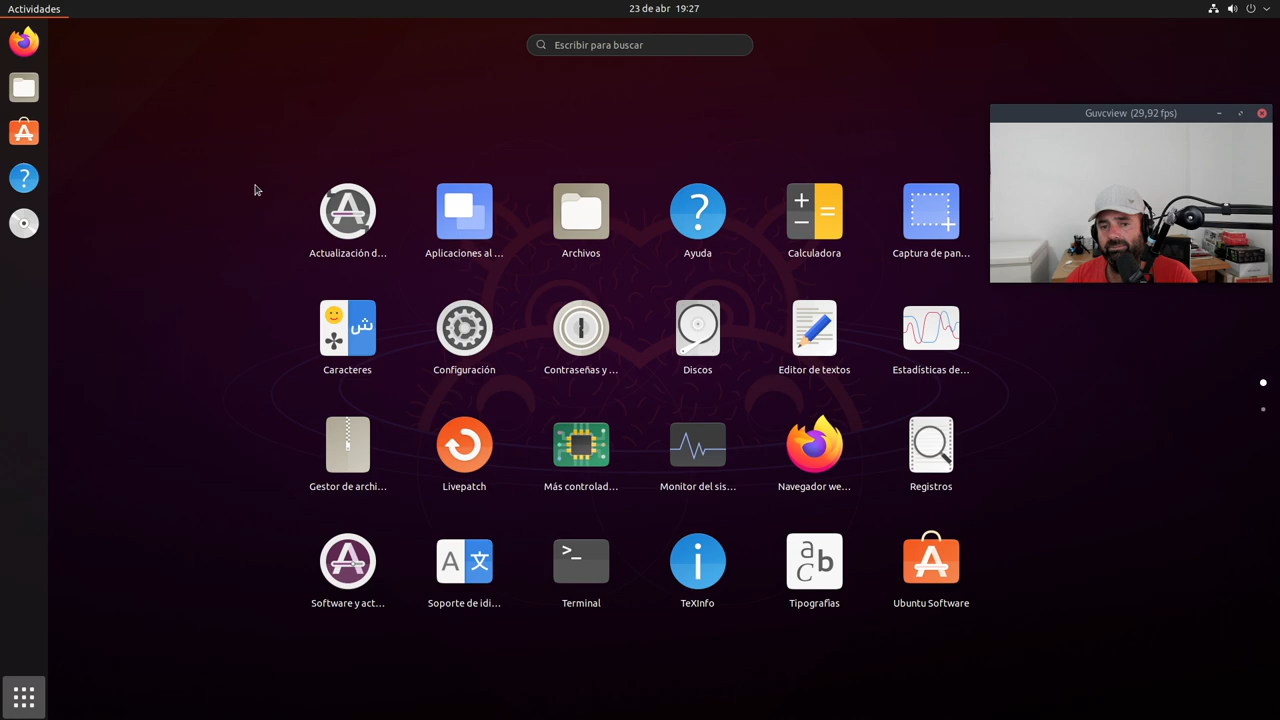 Actividades
23 de abr 19:27
Escribir para buscar
Guvcview (29,92 fps)
Actualización d...
Aplicaciones al ...
Archivos
Ayuda
Calculadora
Captura de pan...
Caracteres
Configuración
Contraseñas y ...
Discos
Editor de textos
Estadísticas de...
Gestor de archi...
Livepatch
Más controlad...
Monitor del sis...
Navegador we...
Registros
Software y act...
Soporte de idi...
Terminal
TeXInfo
Tipografías
Ubuntu Software